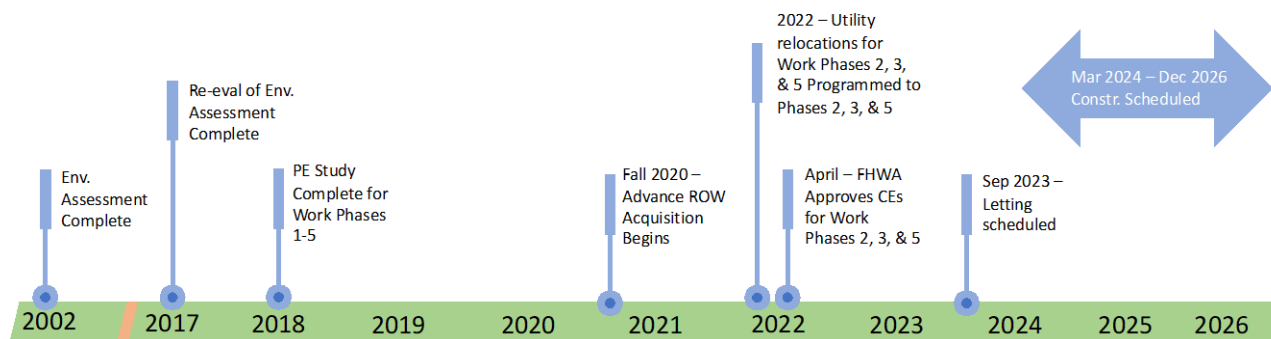 Env.
Assessment
Complete
Re-eval of Env.
Assessment
Complete
PE Study
Complete for
Work Phases
1-5
Fall 2020 –
Advance ROW
Acquisition
Begins
2022 – Utility
relocations for
Work Phases 2, 3,
& 5 Programmed to
Phases 2, 3, & 5
April – FHWA
Approves CEs
for Work
Phases 2, 3, & 5
Sep 2023 –
Letting
scheduled
Mar 2024 – Dec 2026
Constr. Scheduled
2002
2017
2018
2019
2020
2021
2022
2023
2024
2025
2026